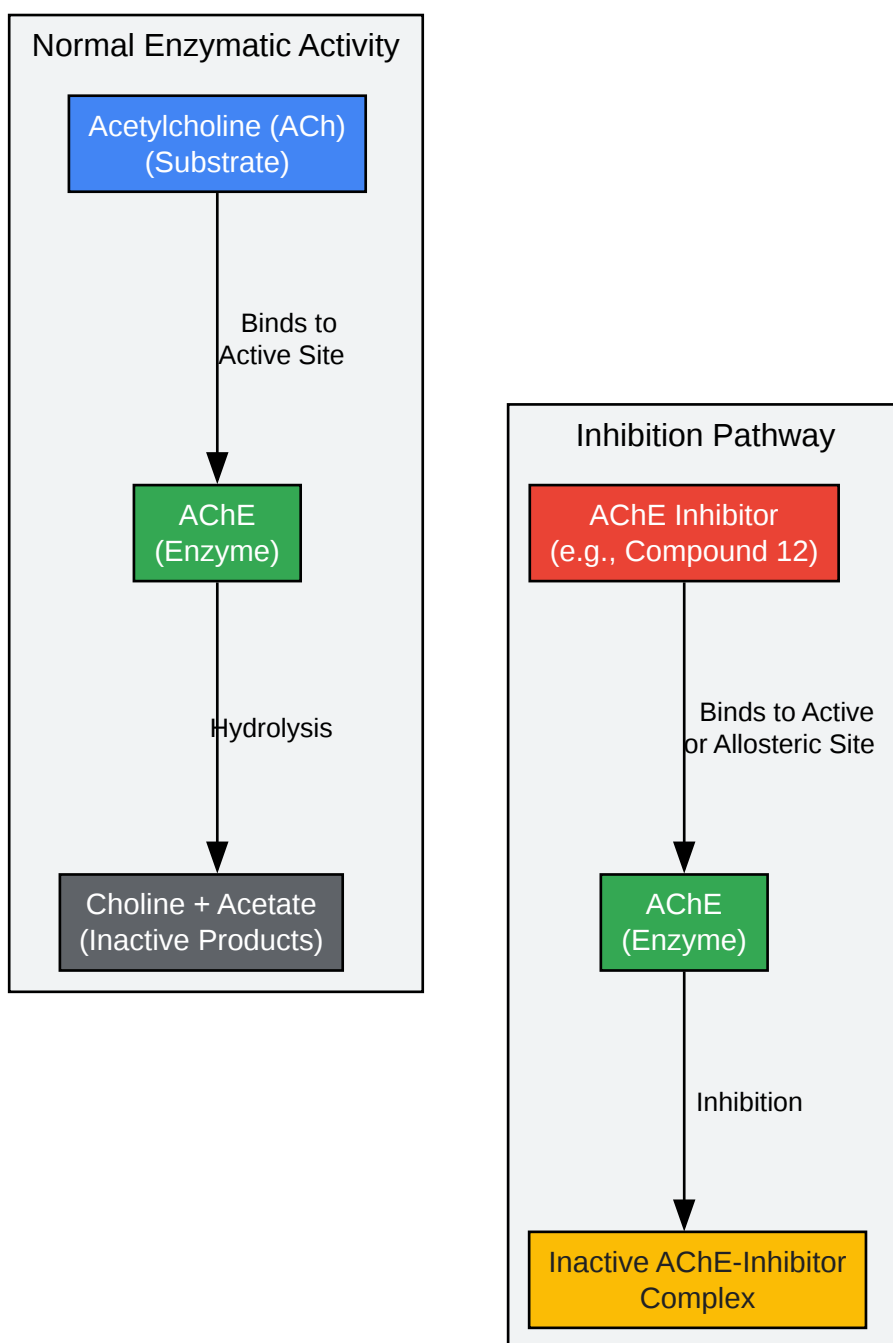 Normal Enzymatic Activity
Acetylcholine (ACh)
(Substrate)
Binds to
Active Site
AChE
(Enzyme)
Hydrolysis
Choline + Acetate
(Inactive Products)
Inhibition Pathway
AChE Inhibitor
(e.g., Compound 12)
Binds to Active
or Allosteric Site
AChE
(Enzyme)
Inhibition
Inactive AChE-Inhibitor
Complex